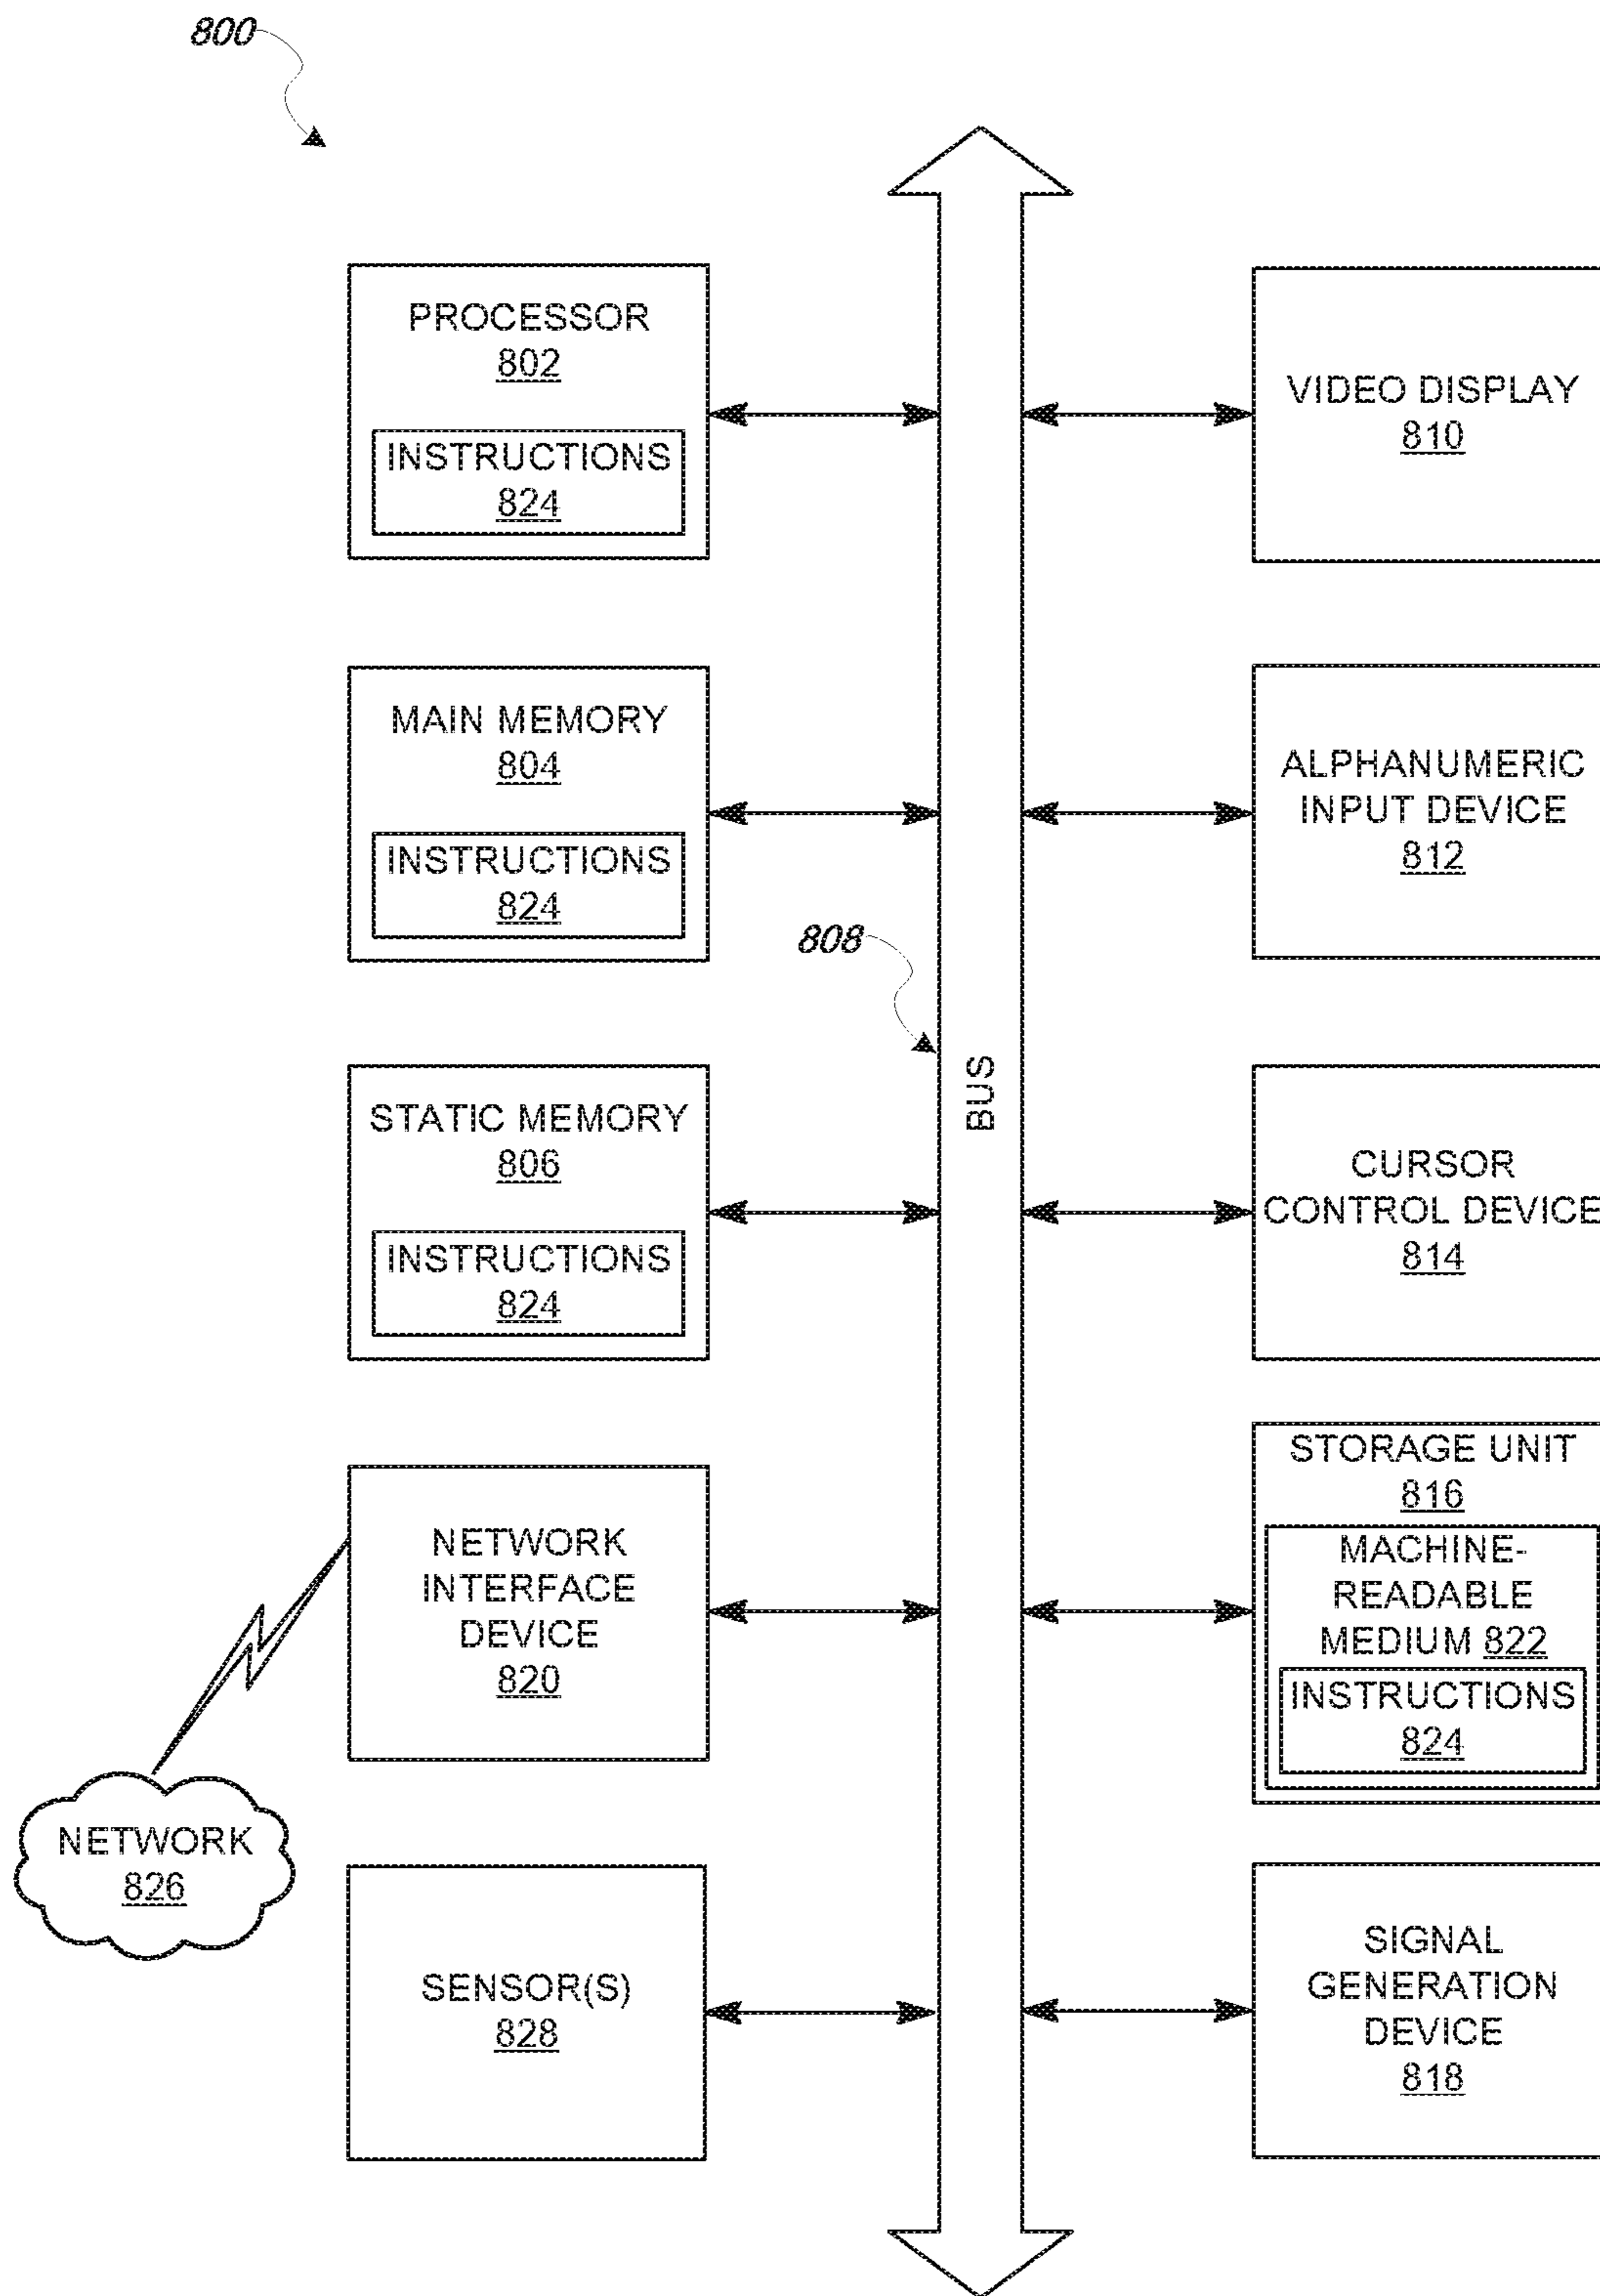 800
PROCESSOR
802
INSTRUCTIONS
824
VIDEO DISPLAY
810
MAIN MEMORY
804
INSTRUCTIONS
824
ALPHANUMERIC
INPUT DEVICE
812
808
BUS
STATIC MEMORY
806
INSTRUCTIONS
824
CURSOR
CONTROL DEVICE
814
NETWORK
INTERFACE
DEVICE
820
STORAGE UNIT
816
MACHINE-
READABLE
MEDIUM 822
INSTRUCTIONS
824
NETWORK
826
SENSOR(S)
828
SIGNAL
GENERATION
DEVICE
818